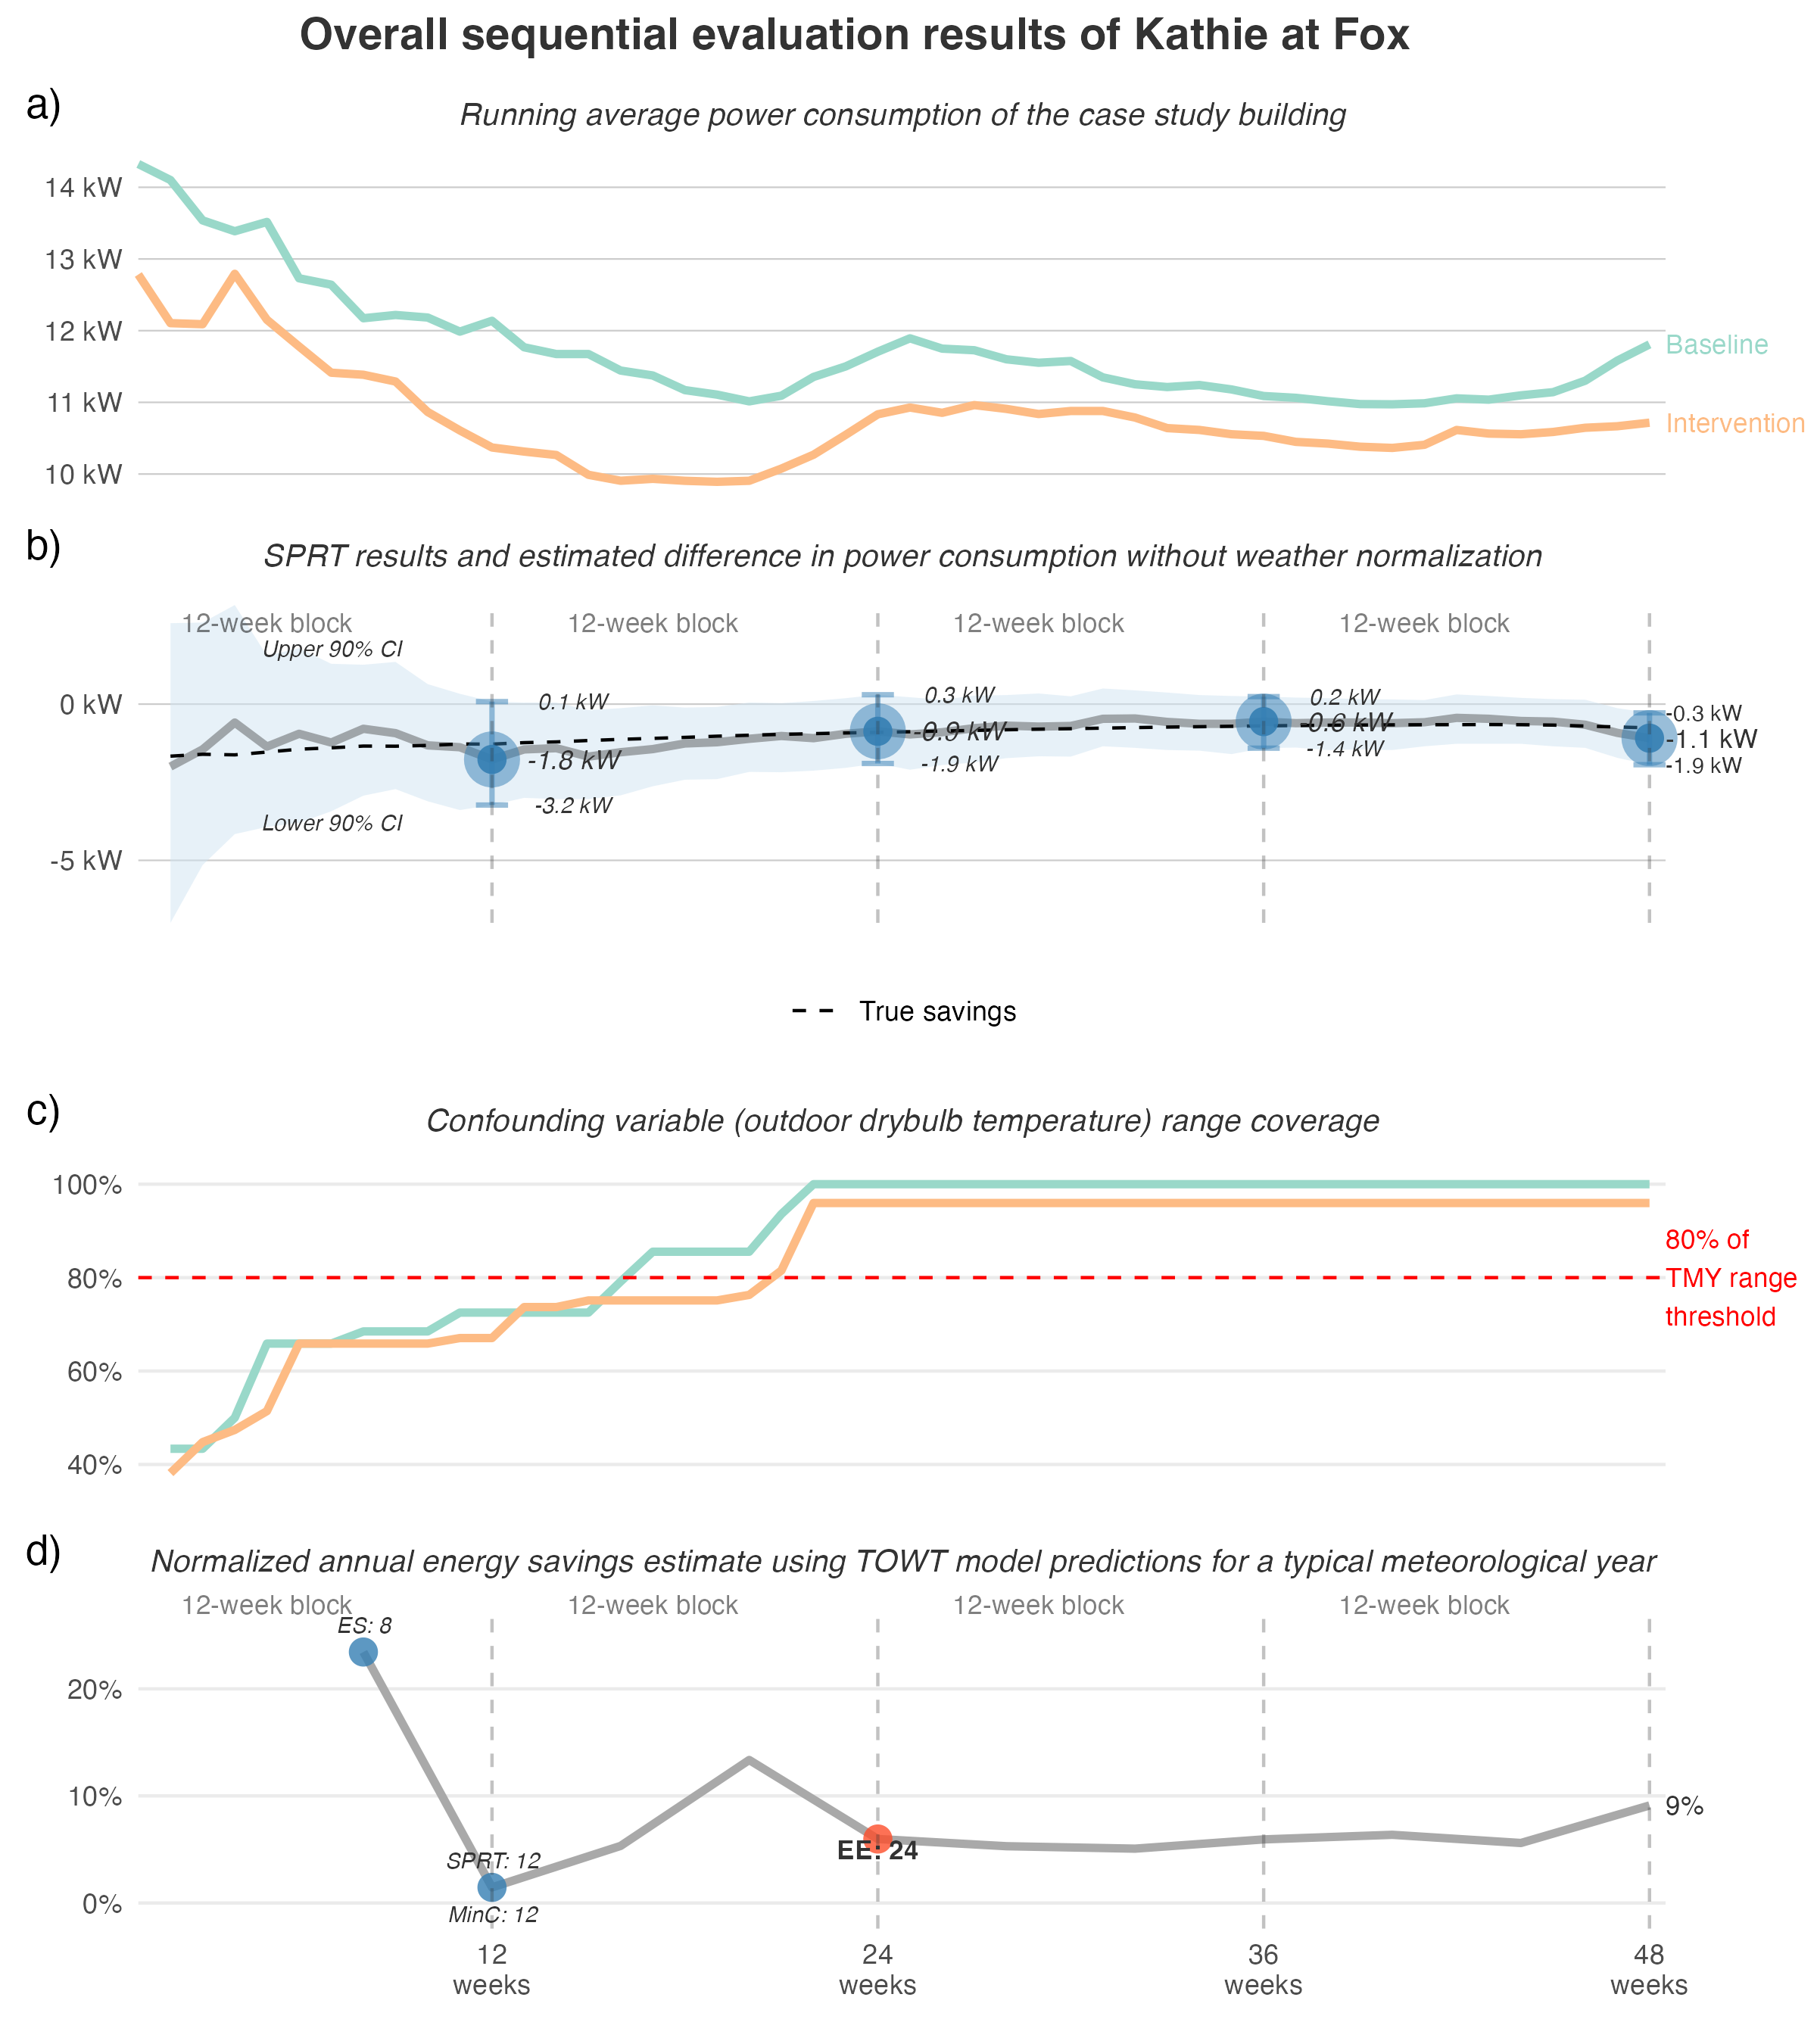 Overall sequential evaluation results of Kathie at Fox
a)
Running average power consumption of the case study building
14 kW
13 kW
12 kW
11 kW
10 kW
Baseline
Intervention
b)
SPRT results and estimated difference in power consumption without weather normalization
12-week block
12-week block
12-week block
12-week block
Upper 90% CI
Lower 90% CI
0 kW
-5 kW
0.1 kW
-1.8 kW
-3.2 kW
0.3 kW
-0.9 kW
-1.9 kW
0.2 kW
-0.6 kW
-1.4 kW
-0.3 kW
-1.1 kW
-1.9 kW
True savings
c)
Confounding variable (outdoor drybulb temperature) range coverage
100%
80%
60%
40%
80% of
TMY range
threshold
d)
Normalized annual energy savings estimate using TOWT model predictions for a typical meteorological year
12-week block
12-week block
12-week block
12-week block
ES: 8
20%
10%
0%
SPRT: 12
MinC: 12
EE: 24
9%
12
weeks
24
weeks
36
weeks
48
weeks